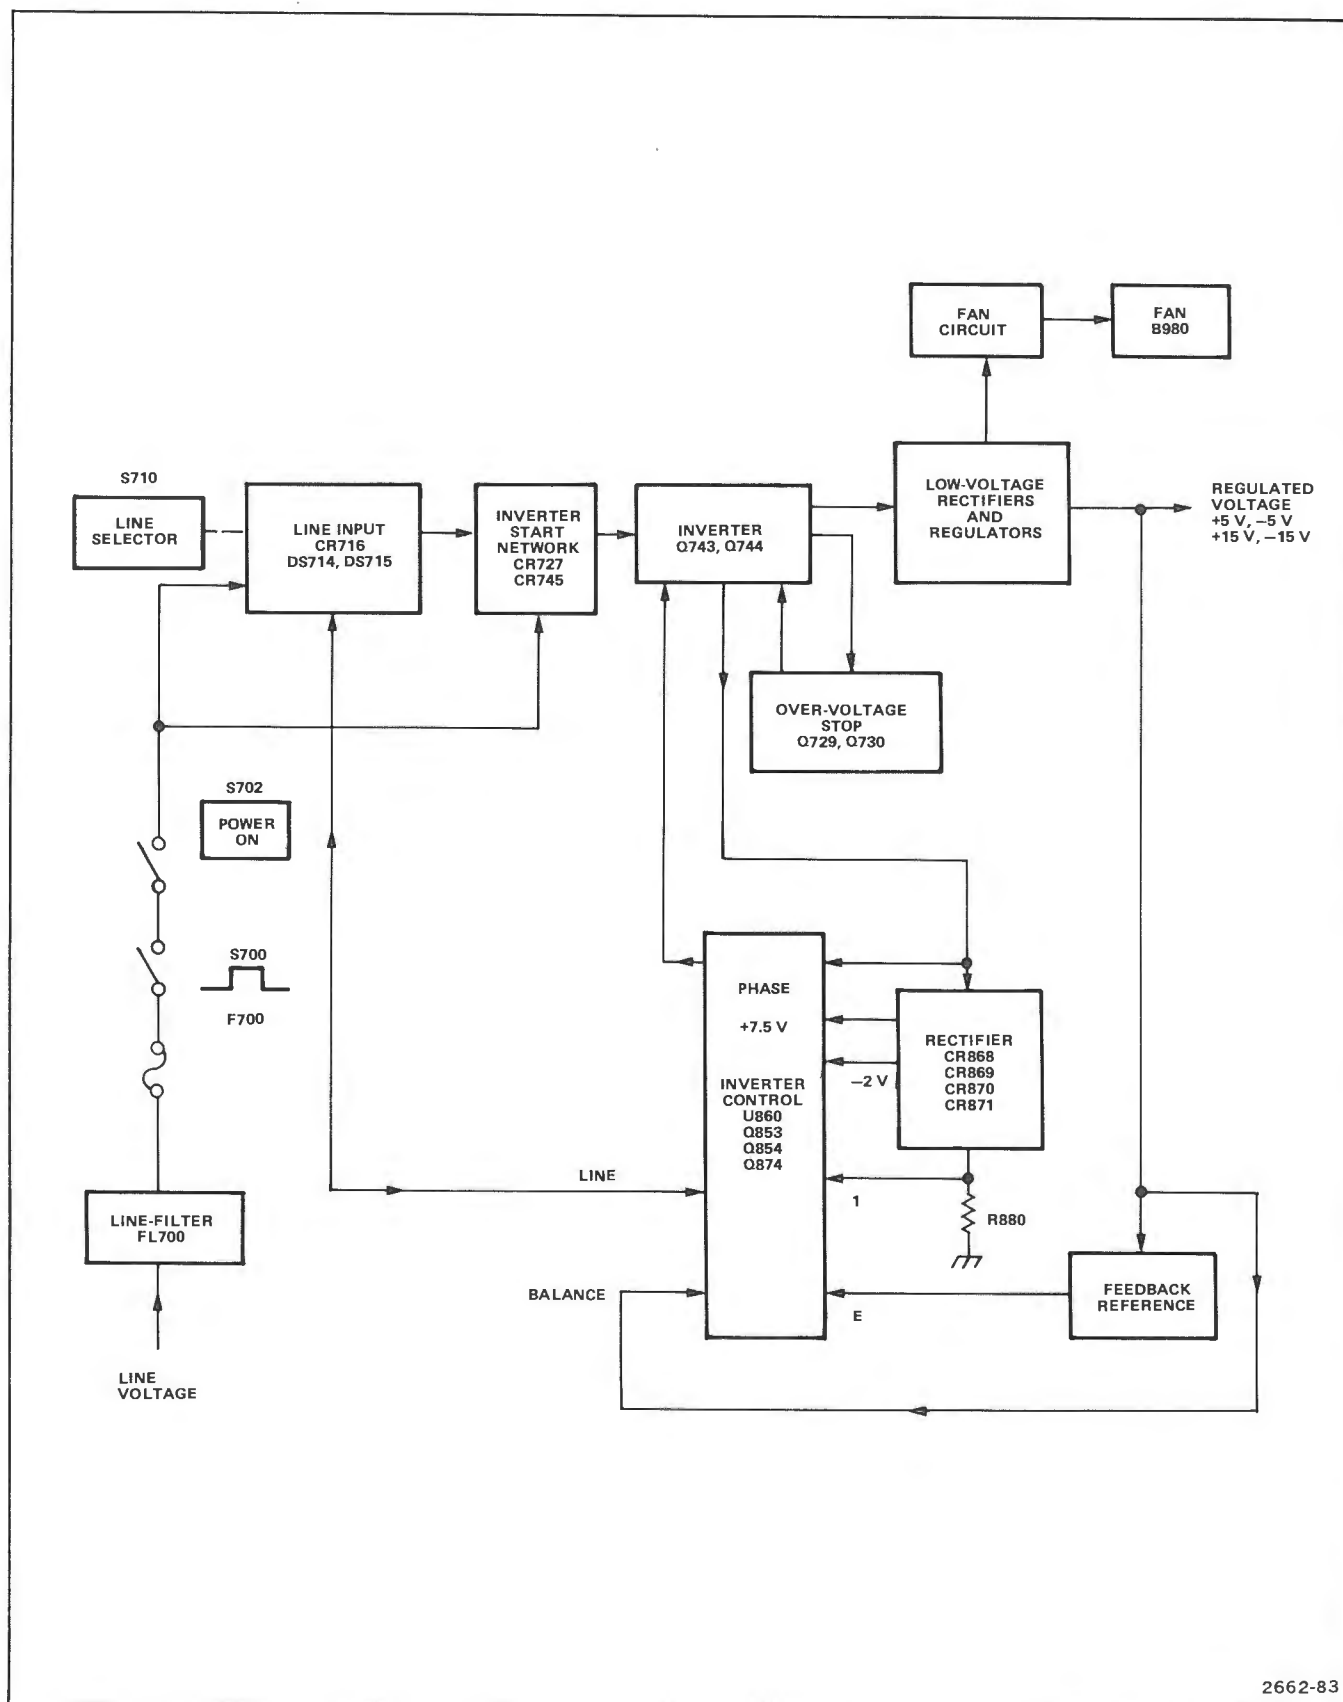 FAN
CIRCUIT
FAN
B980
S710
LINE
SELECTOR
LINE INPUT
CR716
DS714, DS715
INVERTER
START
NETWORK
CR727
CR745
INVERTER
Q743, Q744
LOW-VOLTAGE
RECTIFIERS
AND
REGULATORS
REGULATED
VOLTAGE
+5 V, −5 V
+15 V, −15 V
OVER-VOLTAGE
STOP
Q729, Q730
S702
POWER
ON
S700
F700
PHASE
+7.5 V
−2 V
INVERTER
CONTROL
U860
Q853
Q854
Q874
RECTIFIER
CR868
CR869
CR870
CR871
LINE
1
R880
LINE-FILTER
FL700
BALANCE
E
FEEDBACK
REFERENCE
LINE
VOLTAGE
2662-83